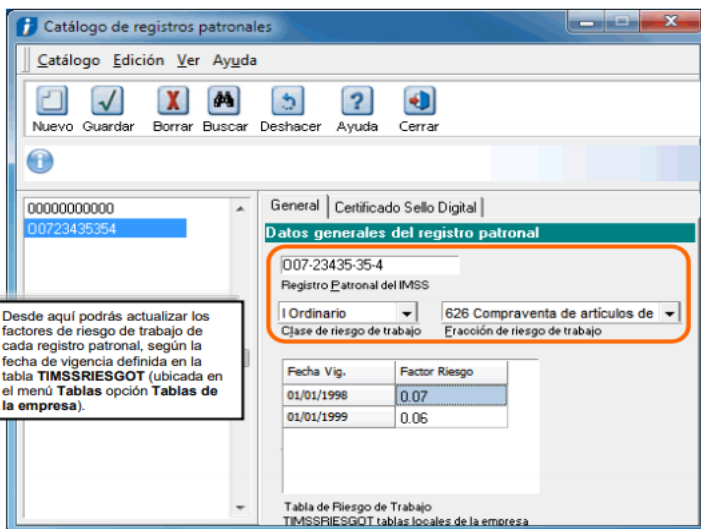 Catálogo de registros patronales
Catálogo Edición Ver Ayuda
Nuevo Guardar Borrar Buscar Deshacer Ayuda Cerrar
00000000000
O0723435354
General Certificado Sello Digital
Datos generales del registro patronal
O07-23435-35-4
Registro Patronal del IMSS
I Ordinario 626 Compraventa de artículos de
Clase de riesgo de trabajo Fracción de riesgo de trabajo
Desde aquí podrás actualizar los
factores de riesgo de trabajo de
cada registro patronal, según la
fecha de vigencia definida en la
tabla TIMSSRIESGOT (ubicada en
el menú Tablas opción Tablas de
la empresa).
Fecha Vig. Factor Riesgo
01/01/1998 0.07
01/01/1999 0.06
Tabla de Riesgo de Trabajo
TIMSSRIESGOT tablas locales de la empresa